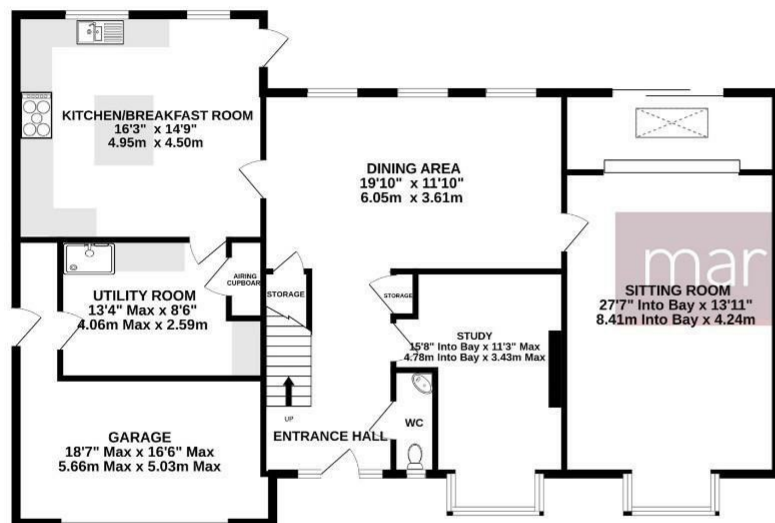 KITCHEN/BREAKFAST ROOM
16'3" x 14'9"
4.95m x 4.50m
DINING AREA
19'10" x 11'10"
6.05m x 3.61m
AIRING
CUPBOARD
UTILITY ROOM
13'4" Max x 8'6"
4.06m Max x 2.59m
STORAGE
STORAGE
mar
SITTING ROOM
27'7" Into Bay x 13'11"
8.41m Into Bay x 4.24m
STUDY
15'8" Into Bay x 11'3" Max
4.78m Into Bay x 3.43m Max
UP
WC
ENTRANCE HALL
GARAGE
18'7" Max x 16'6" Max
5.66m Max x 5.03m Max